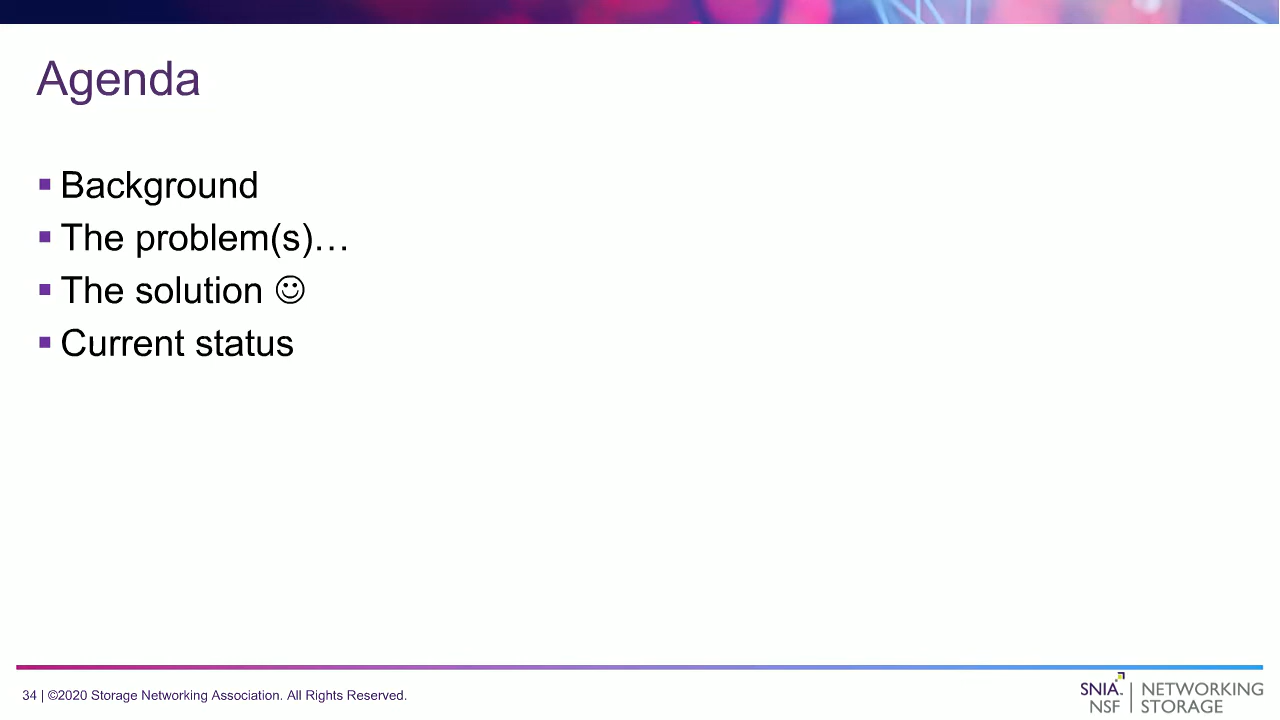 Agenda
▪ Background
▪ The problem(s)…
▪ The solution ☺
▪ Current status
34 | ©2020 Storage Networking Association. All Rights Reserved.
SNIA. | NETWORKING
NSF | STORAGE